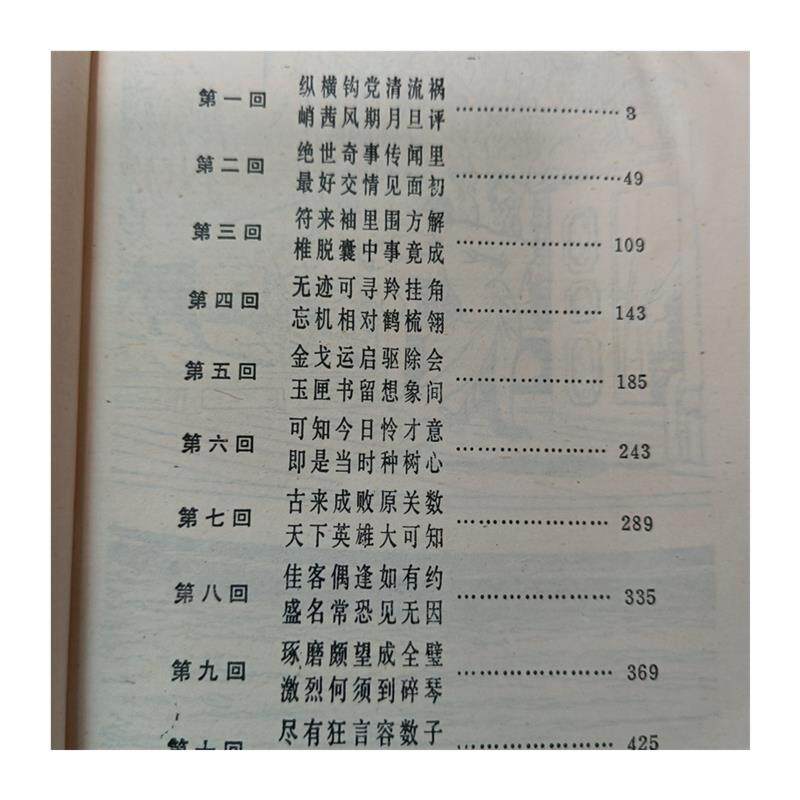 第一回 纵横钩党清流祸
峭茜风期月旦评 ……………………… 3
第二回 绝世奇事传闻里
最好交情见面初 ……………………… 49
第三回 符来袖里围方解
椎脱囊中事竟成 ……………………… 109
第四回 无迹可寻羚挂角
忘机相对鹤梳翎 ……………………… 143
第五回 金戈运启驱除会
玉匣书留想象间 ……………………… 185
第六回 可知今日怜才意
即是当时种树心 ……………………… 243
第七回 古来成败原关数
天下英雄大可知 ……………………… 289
第八回 佳客偶逢如有约
盛名常恐见无因 ……………………… 335
第九回 琢磨颇望成全璧
激烈何须到碎琴 ……………………… 369
第十回 尽有狂言容数子
……………………… 425